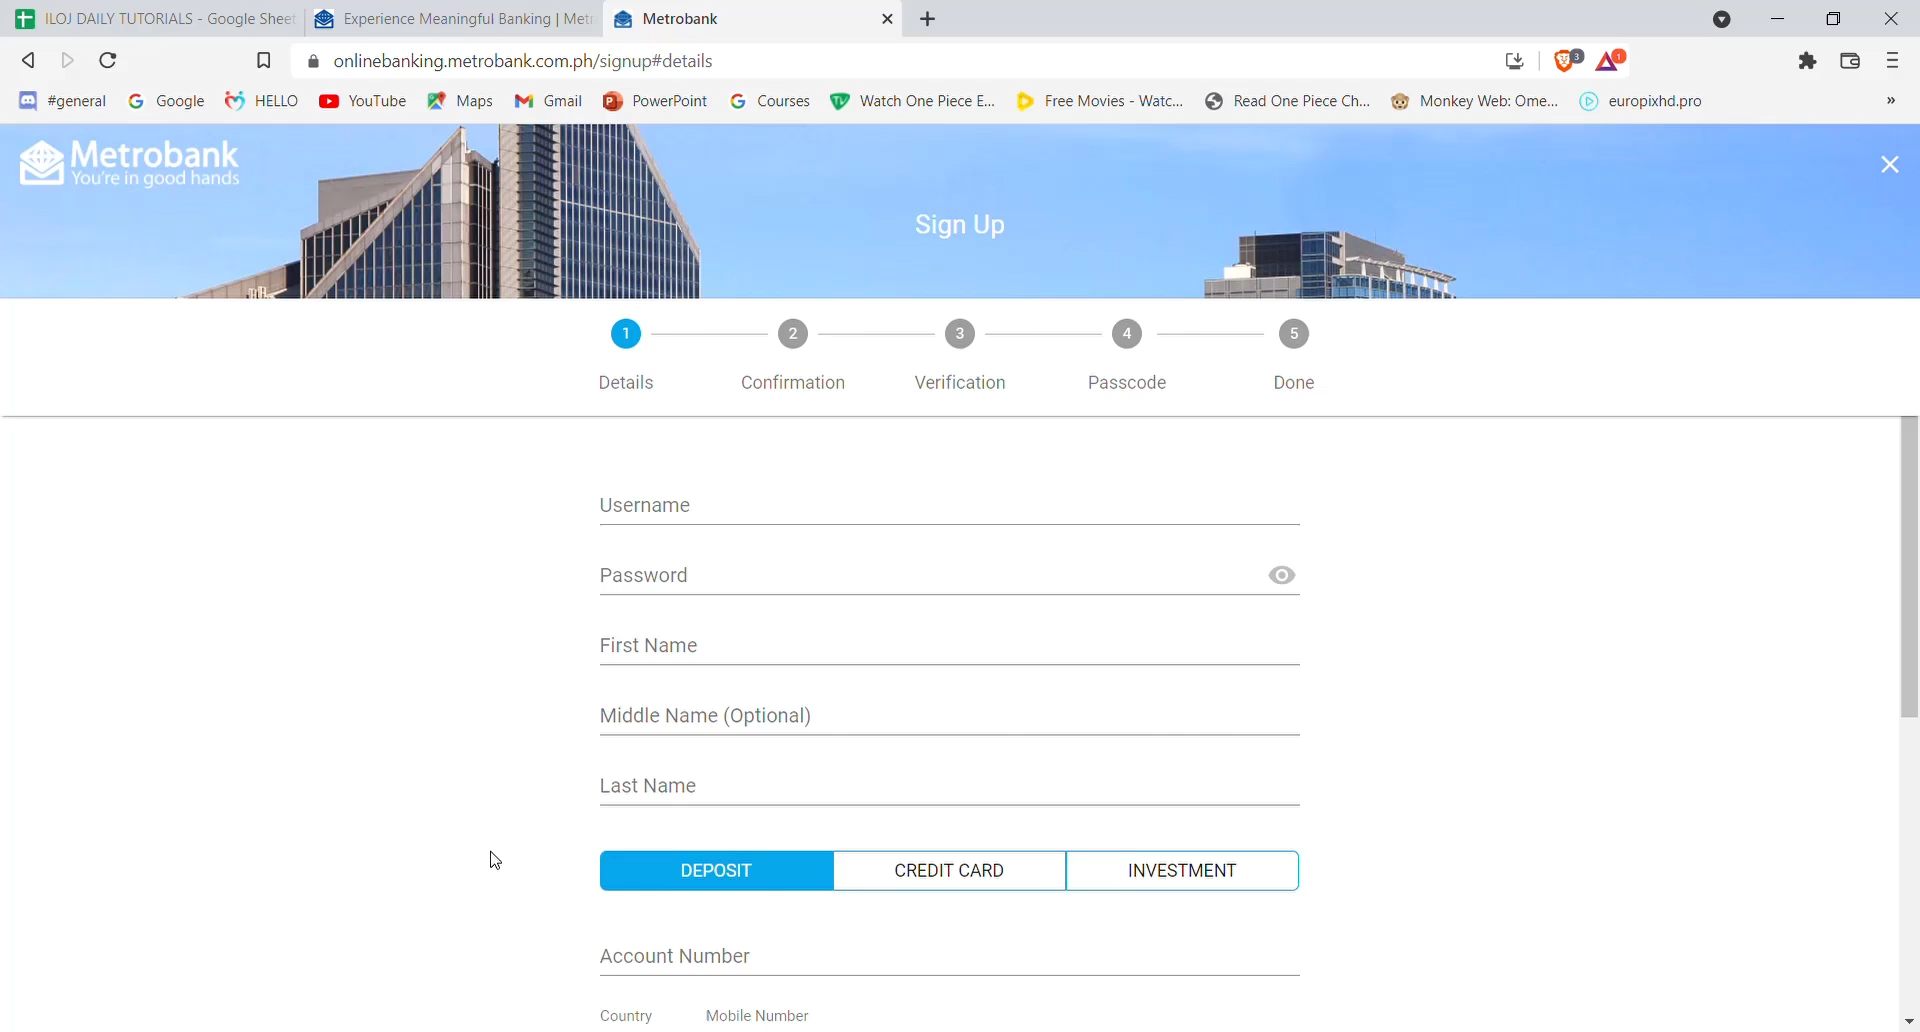 ILOJ DAILY TUTORIALS - Google Sheet
Experience Meaningful Banking | Metr
Metrobank
onlinebanking.metrobank.com.ph/signup#details
3
1
#general
Google
HELLO
YouTube
Maps
Gmail
PowerPoint
Courses
Watch One Piece E...
Free Movies - Watc...
Read One Piece Ch...
Monkey Web: Ome...
europixhd.pro
»
Metrobank
You're in good hands
Sign Up
1
2
3
4
5
Details
Confirmation
Verification
Passcode
Done
Username
Password
First Name
Middle Name (Optional)
Last Name
DEPOSIT
CREDIT CARD
INVESTMENT
Account Number
Country
Mobile Number